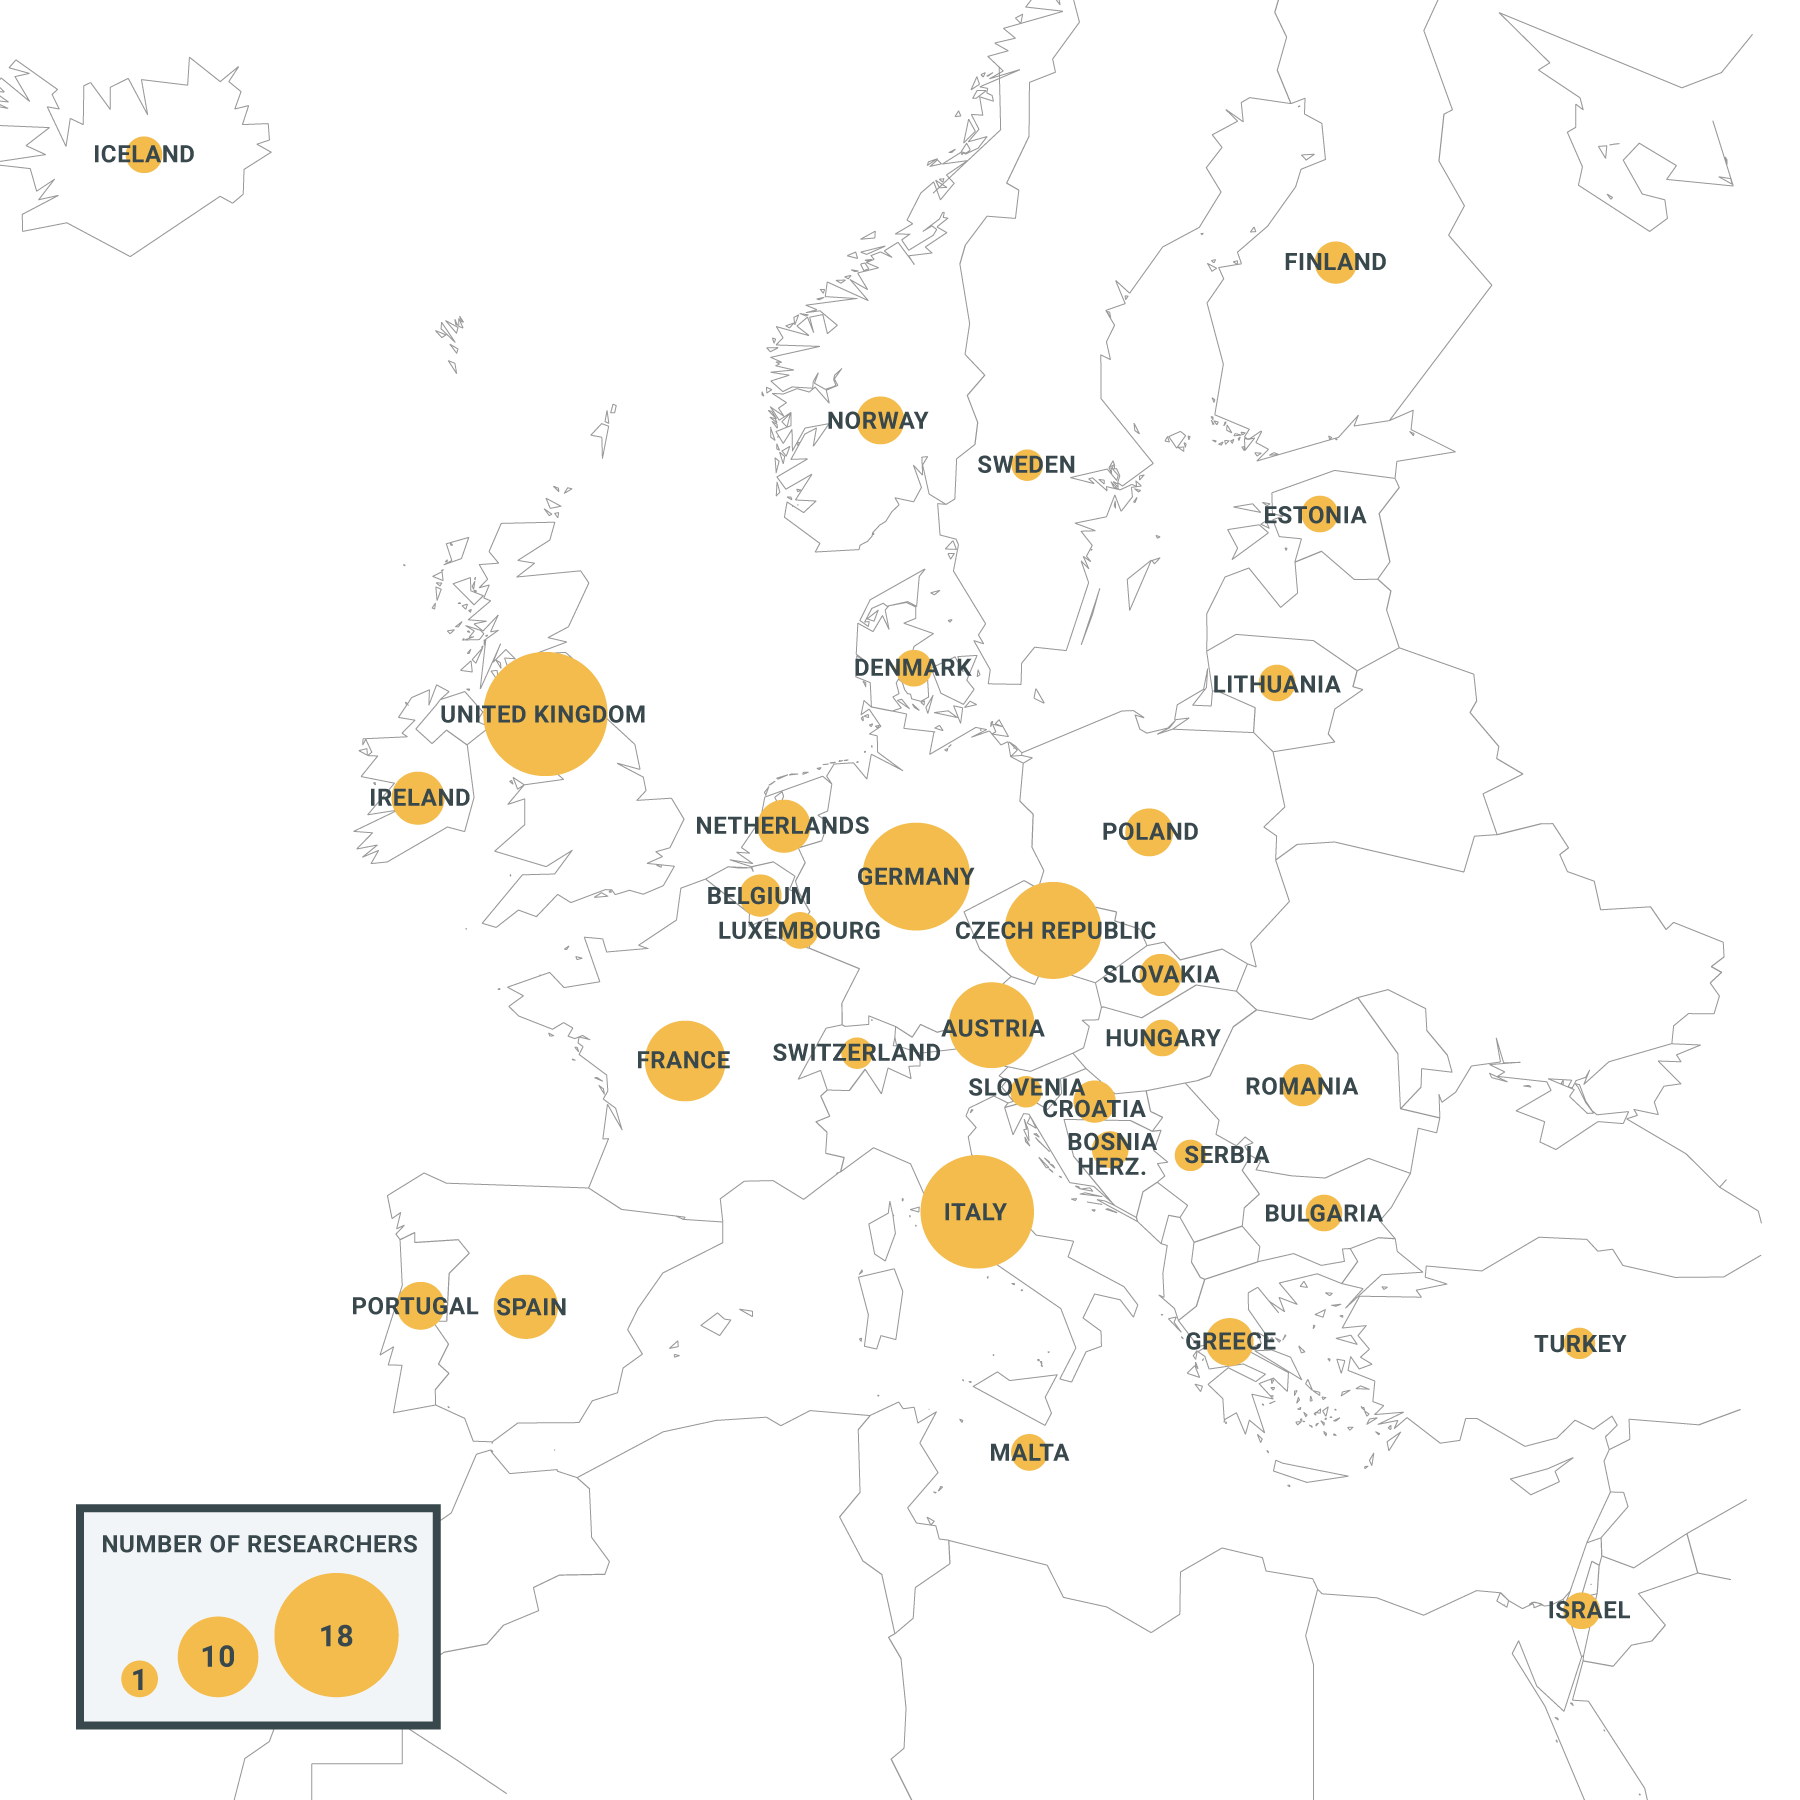 ICELAND
FINLAND
NORWAY
SWEDEN
ESTONIA
DENMARK
LITHUANIA
UNITED KINGDOM
IRELAND
NETHERLANDS
POLAND
GERMANY
BELGIUM
LUXEMBOURG
CZECH REPUBLIC
SLOVAKIA
AUSTRIA
HUNGARY
FRANCE
SWITZERLAND
SLOVENIA
ROMANIA
CROATIA
BOSNIA
HERZ.
SERBIA
ITALY
BULGARIA
PORTUGAL
SPAIN
GREECE
TURKEY
MALTA
NUMBER OF RESEARCHERS
1
10
18
ISRAEL